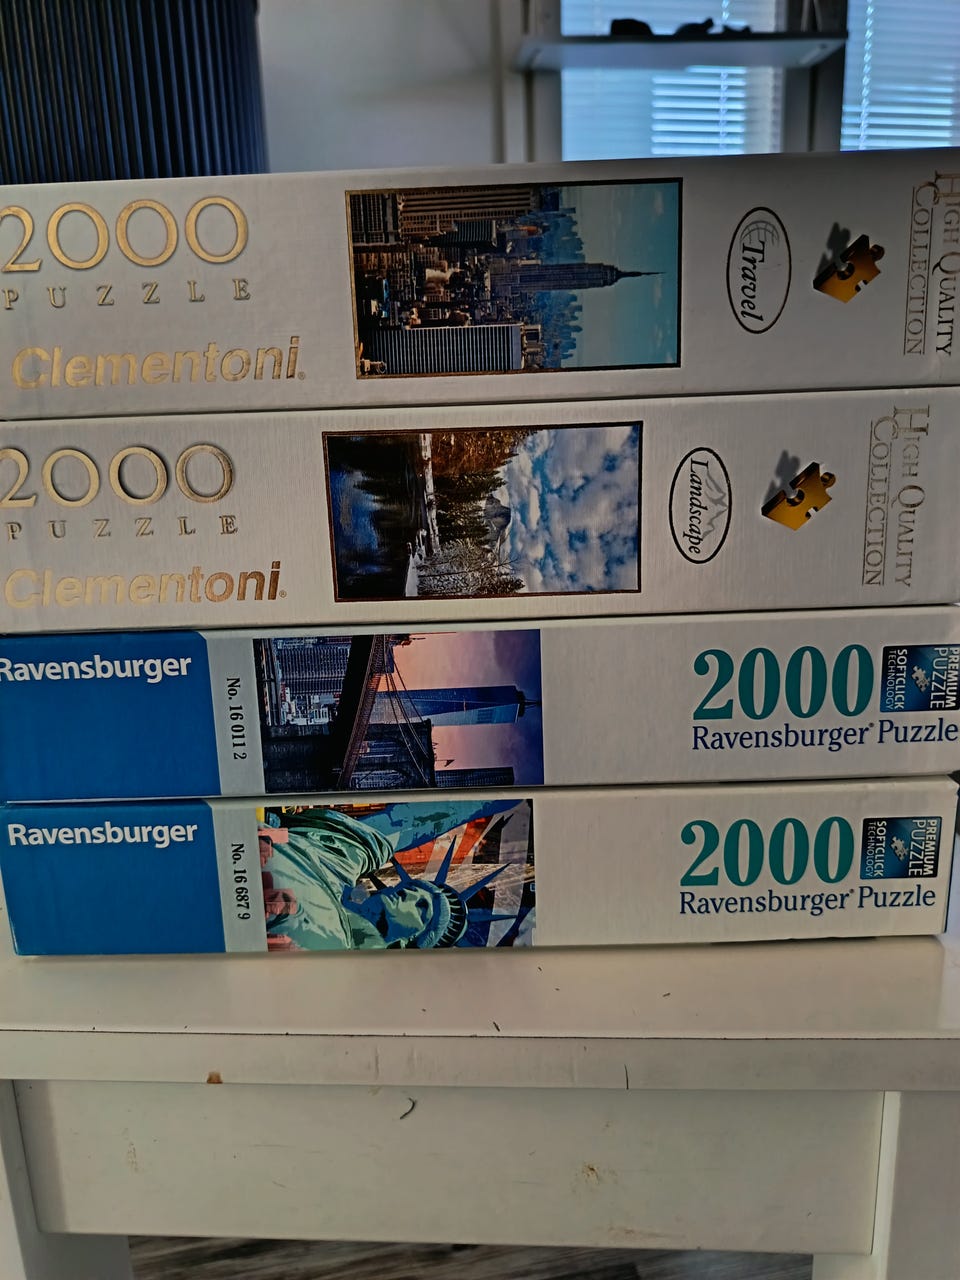 2000
PUZZLE
Clementoni®
Travel
HIGH QUALITY
COLLECTION
2000
PUZZLE
Clementoni®
Landscape
HIGH QUALITY
COLLECTION
Ravensburger
No. 16 011 2
2000
Ravensburger® Puzzle
PREMIUM
PUZZLE
SOFTCLICK
TECHNOLOGY
Ravensburger
No. 16 687 9
2000
Ravensburger® Puzzle
PREMIUM
PUZZLE
SOFTCLICK
TECHNOLOGY